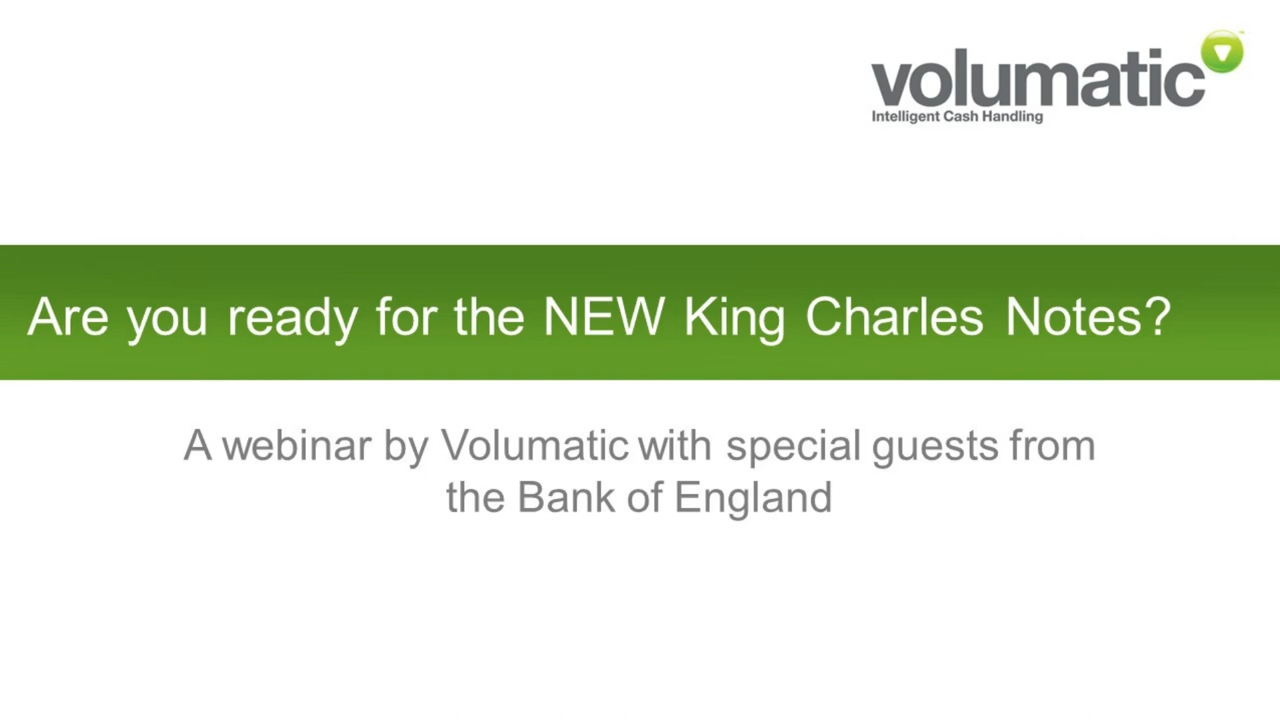 volumatic™
Intelligent Cash Handling
Are you ready for the NEW King Charles Notes?
A webinar by Volumatic with special guests from
the Bank of England